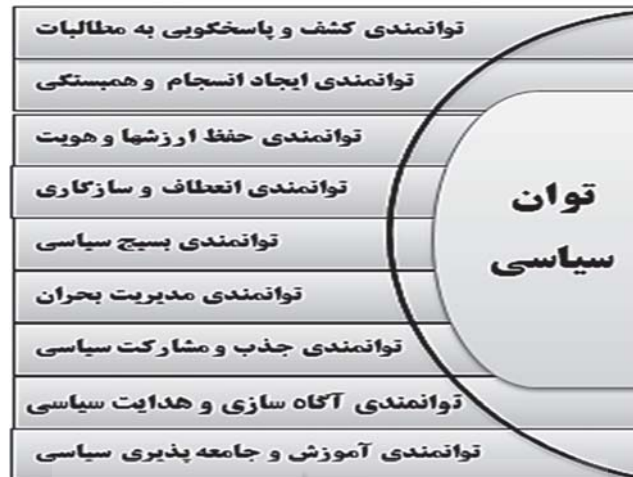 توانمندی کشف و پاسخگویی به مطالبات
توانمندی ایجاد انسجام و همبستگی
توانمندی حفظ ارزشها و هویت
توانمندی انعطاف و سازگاری
توانمندی بسیج سیاسی
توانمندی مدیریت بحران
توانمندی جذب و مشارکت سیاسی
توانمندی آگاه سازی و هدایت سیاسی
توانمندی آموزش و جامعه پذیری سیاسی
توان
سیاسی